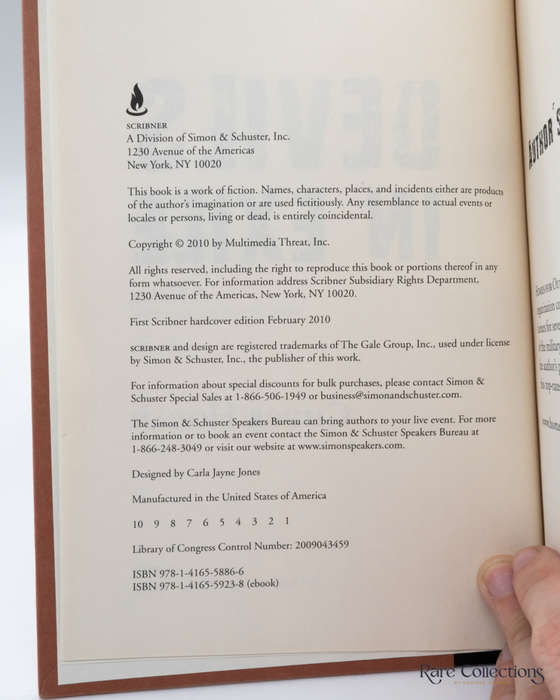 SCRIBNER
A Division of Simon & Schuster, Inc.
1230 Avenue of the Americas
New York, NY 10020
This book is a work of fiction. Names, characters, places, and incidents either are products
of the author's imagination or are used fictitiously. Any resemblance to actual events or
locales or persons, living or dead, is entirely coincidental.
Copyright © 2010 by Multimedia Threat, Inc.
All rights reserved, including the right to reproduce this book or portions thereof in any
form whatsoever. For information address Scribner Subsidiary Rights Department,
1230 Avenue of the Americas, New York, NY 10020.
First Scribner hardcover edition February 2010
SCRIBNER and design are registered trademarks of The Gale Group, Inc., used under license
by Simon & Schuster, Inc., the publisher of this work.
For information about special discounts for bulk purchases, please contact Simon &
Schuster Special Sales at 1-866-506-1949 or business@simonandschuster.com.
The Simon & Schuster Speakers Bureau can bring authors to your live event. For more
information or to book an event contact the Simon & Schuster Speakers Bureau at
1-866-248-3049 or visit our website at www.simonspeakers.com.
Designed by Carla Jayne Jones
Manufactured in the United States of America
10 9 8 7 6 5 4 3 2 1
Library of Congress Control Number: 2009043459
ISBN 978-1-4165-5886-6
ISBN 978-1-4165-5923-8 (ebook)
AUTHOR'S
Rare Collections